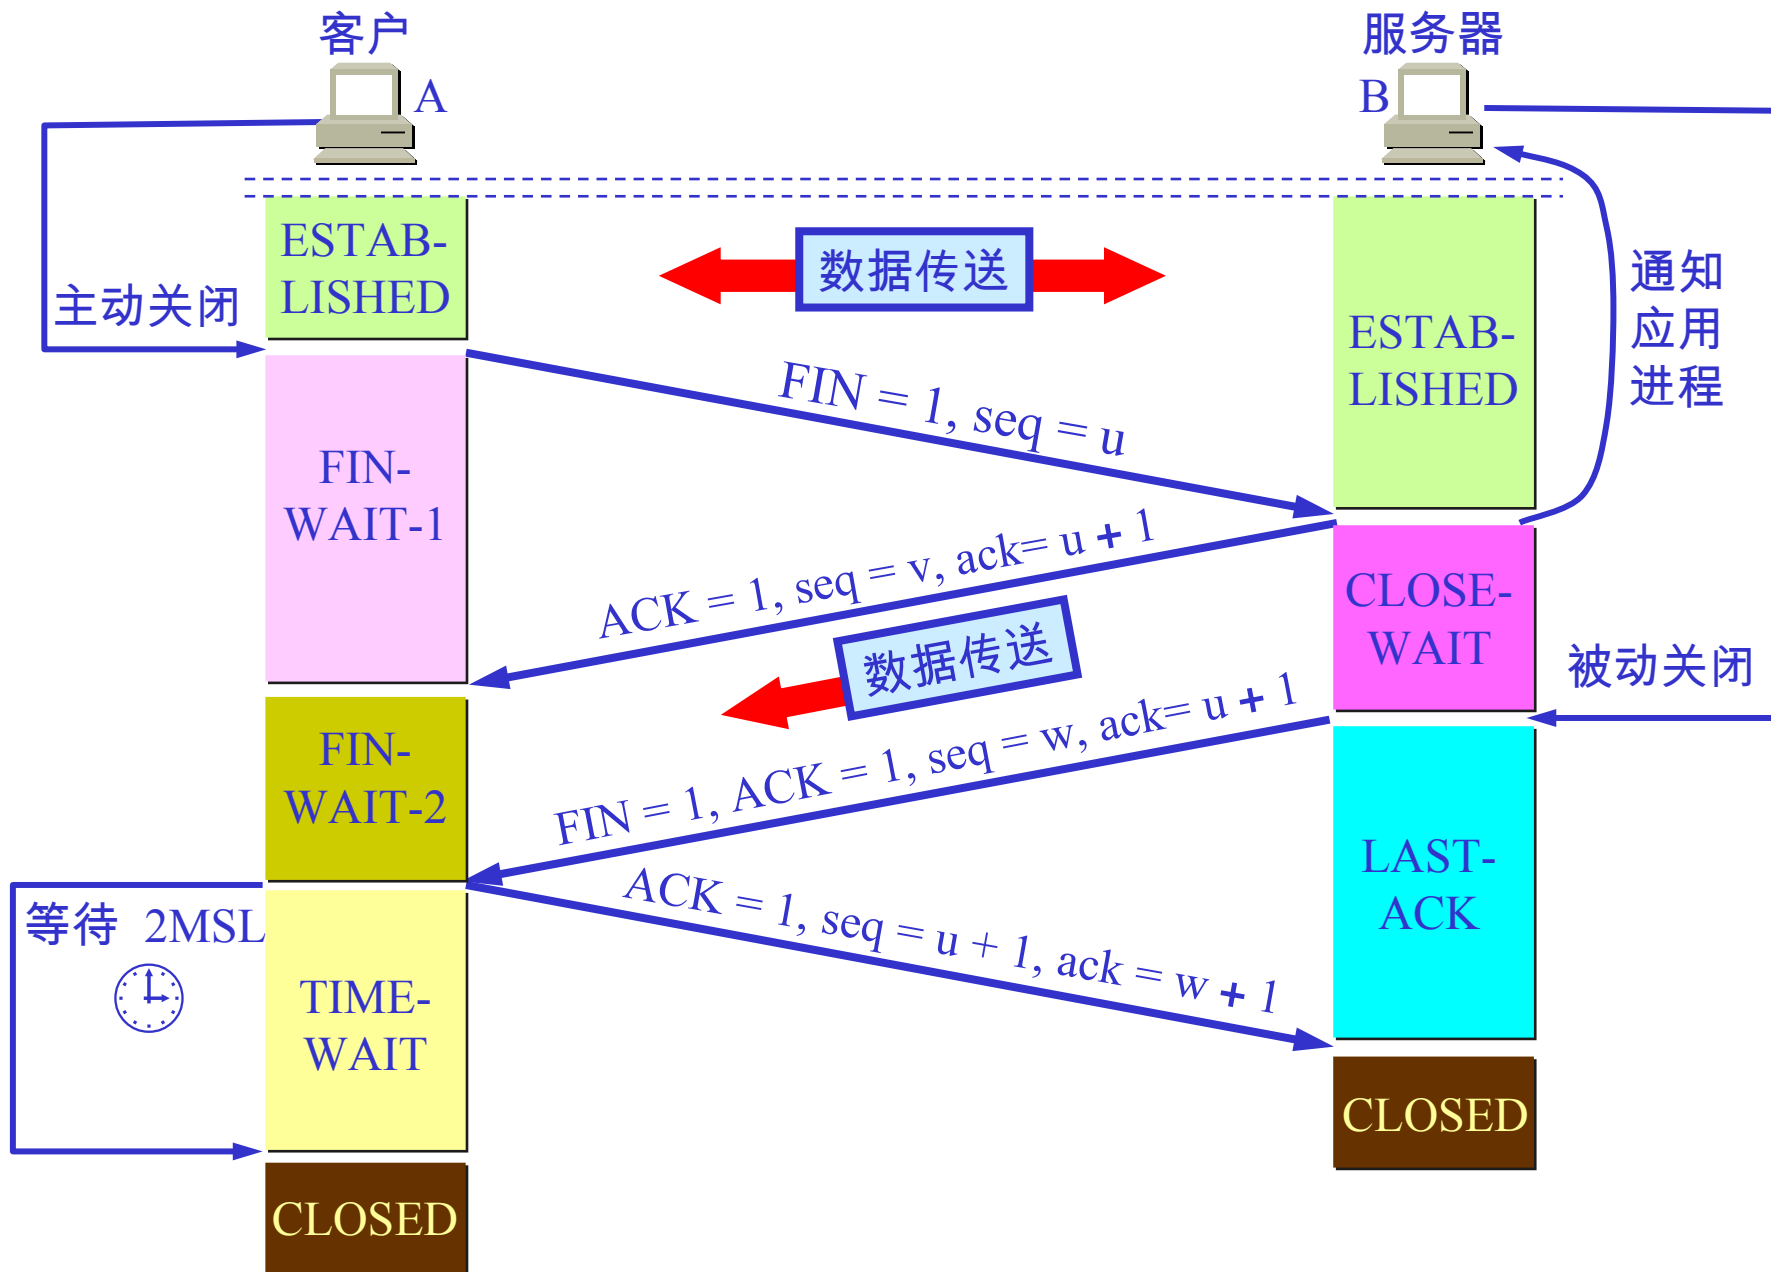 客户
服务器
A
B
ESTAB-
LISHED
数据传送
主动关闭
通知
应用
进程
ESTAB-
LISHED
FIN = 1, seq = u
FIN-
WAIT-1
ACK = 1, seq = v, ack= u + 1
CLOSE-
WAIT
数据传送
被动关闭
FIN-
WAIT-2
FIN = 1, ACK = 1, seq = w, ack= u + 1
LAST-
ACK
等待 2MSL
ACK = 1, seq = u + 1, ack = w + 1
TIME-
WAIT
CLOSED
CLOSED